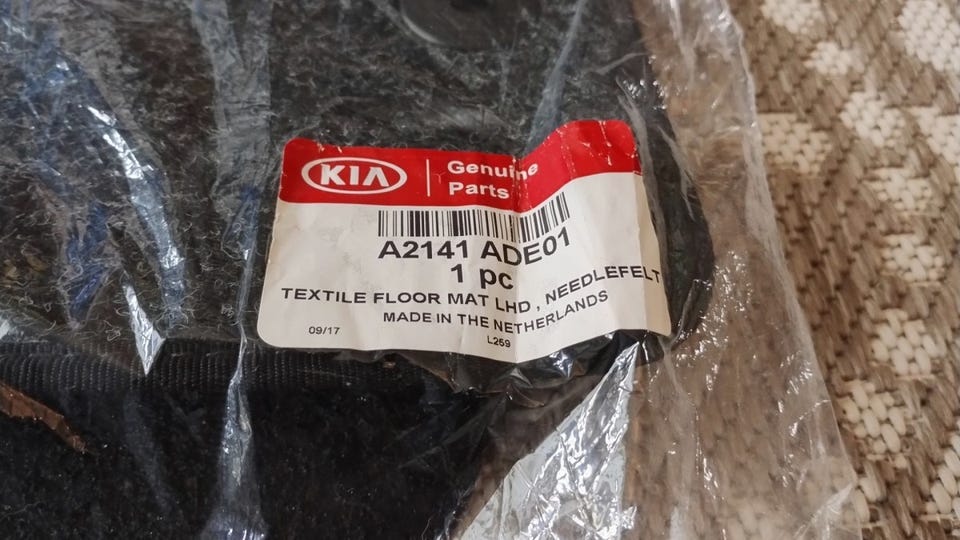 KIA
Genuine
Parts
A2141 ADE01
1 pc
TEXTILE FLOOR MAT LHD , NEEDLEFELT
MADE IN THE NETHERLANDS
09/17
L259